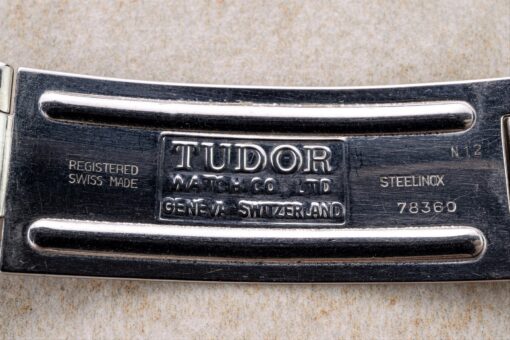 REGISTERED
SWISS MADE
TUDOR
WATCH CO LTD
GENEVA SWITZERLAND
N 12
STEELINOX
78360